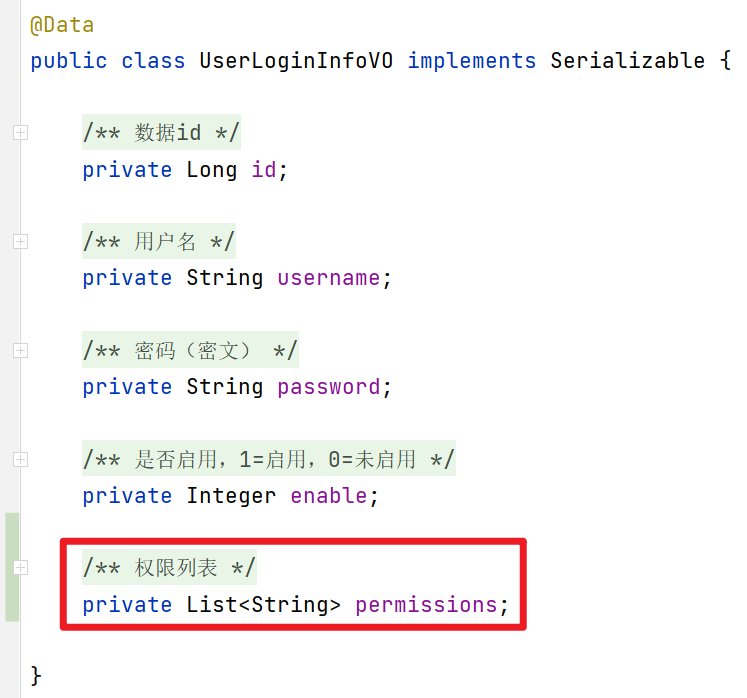 @Data
public class UserLoginInfoVO implements Serializable {
/** 数据id */
private Long id;
/** 用户名 */
private String username;
/** 密码（密文） */
private String password;
/** 是否启用，1=启用，0=未启用 */
private Integer enable;
/** 权限列表 */
private List<String> permissions;
}